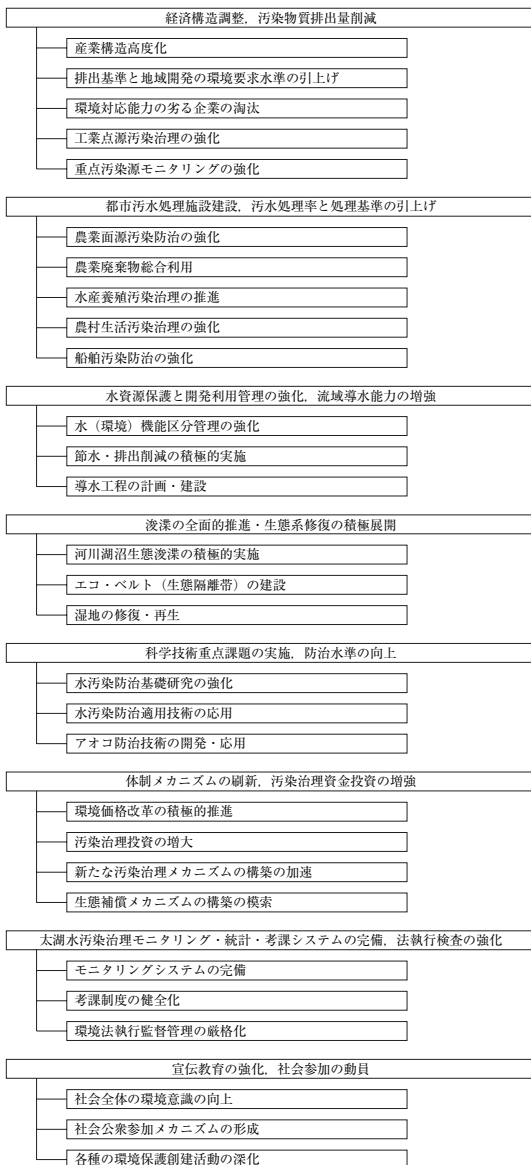 経済構造調整，汚染物質排出量削減
産業構造高度化
排出基準と地域開発の環境要求水準の引上げ
環境対応能力の劣る企業の淘汰
工業点源汚染治理の強化
重点汚染源モニタリングの強化
都市汚水処理施設建設，汚水処理率と処理基準の引上げ
農業面源汚染防治の強化
農業廃棄物総合利用
水産養殖汚染治理の推進
農村生活汚染治理の強化
船舶汚染防治の強化
水資源保護と開発利用管理の強化，流域導水能力の増強
水（環境）機能区分管理の強化
節水・排出削減の積極的実施
導水工程の計画・建設
浚渫の全面的推進・生態系修復の積極展開
河川湖沼生態浚渫の積極的実施
エコ・ベルト（生態隔離帯）の建設
湿地の修復・再生
科学技術重点課題の実施，防治水準の向上
水汚染防治基礎研究の強化
水汚染防治適用技術の応用
アオコ防治技術の開発・応用
体制メカニズムの刷新，汚染治理資金投資の増強
環境価格改革の積極的推進
汚染治理投資の増大
新たな汚染治理メカニズムの構築の加速
生態補償メカニズムの構築の模索
太湖水汚染治理モニタリング・統計・考課システムの完備，法執行検査の強化
モニタリングシステムの完備
考課制度の健全化
環境法執行監督管理の厳格化
宣伝教育の強化，社会参加の動員
社会全体の環境意識の向上
社会公衆参加メカニズムの形成
各種の環境保護創建活動の深化